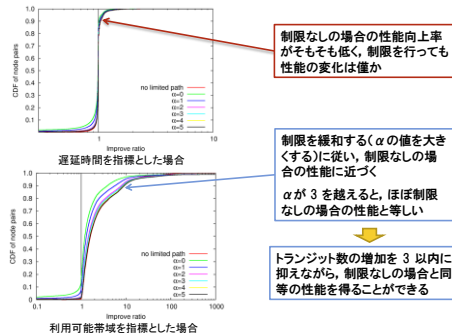 1.0
0.9
0.8
0.7
0.6
0.5
0.4
0.3
0.2
0.1
CDF of node pairs
no limited path
α=0
α=1
α=2
α=3
α=4
α=5
1
10
Improve ratio
遅延時間を指標とした場合
制限なしの場合の性能向上率
がそもそも低く，制限を行っても
性能の変化は僅か
1.0
0.9
0.8
0.7
0.6
0.5
0.4
0.3
0.2
0.1
CDF of node pairs
no limited path
α=0
α=1
α=2
α=3
α=4
α=5
0.1
1
10
100
1000
Improve ratio
利用可能帯域を指標とした場合
制限を緩和する（αの値を大き
くする）に従い，制限なしの場
合の性能に近づく
αが 3 を越えると，ほぼ制限
なしの場合の性能と等しい
トランジット数の増加を 3 以内に
抑えながら，制限なしの場合と同
等の性能を得ることができる